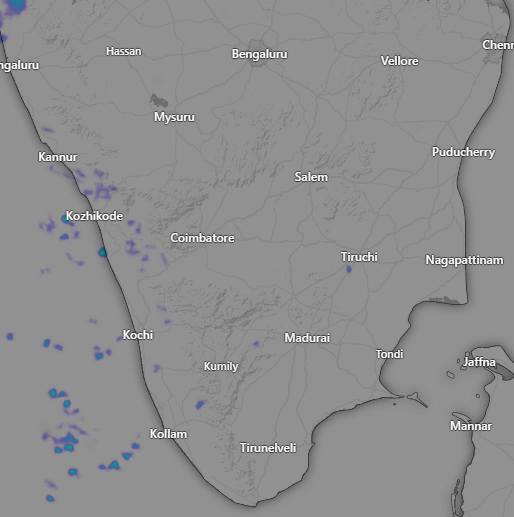 Chenn
Hassan
Bengaluru
Vellore
ngaluru
Mysuru
Puducherry
Kannur
Salem
Kozhikode
Coimbatore
Tiruchi
Nagapattinam
Kochi
Madurai
Tondi
Jaffna
Kumily
Mannar
Kollam
Tirunelveli